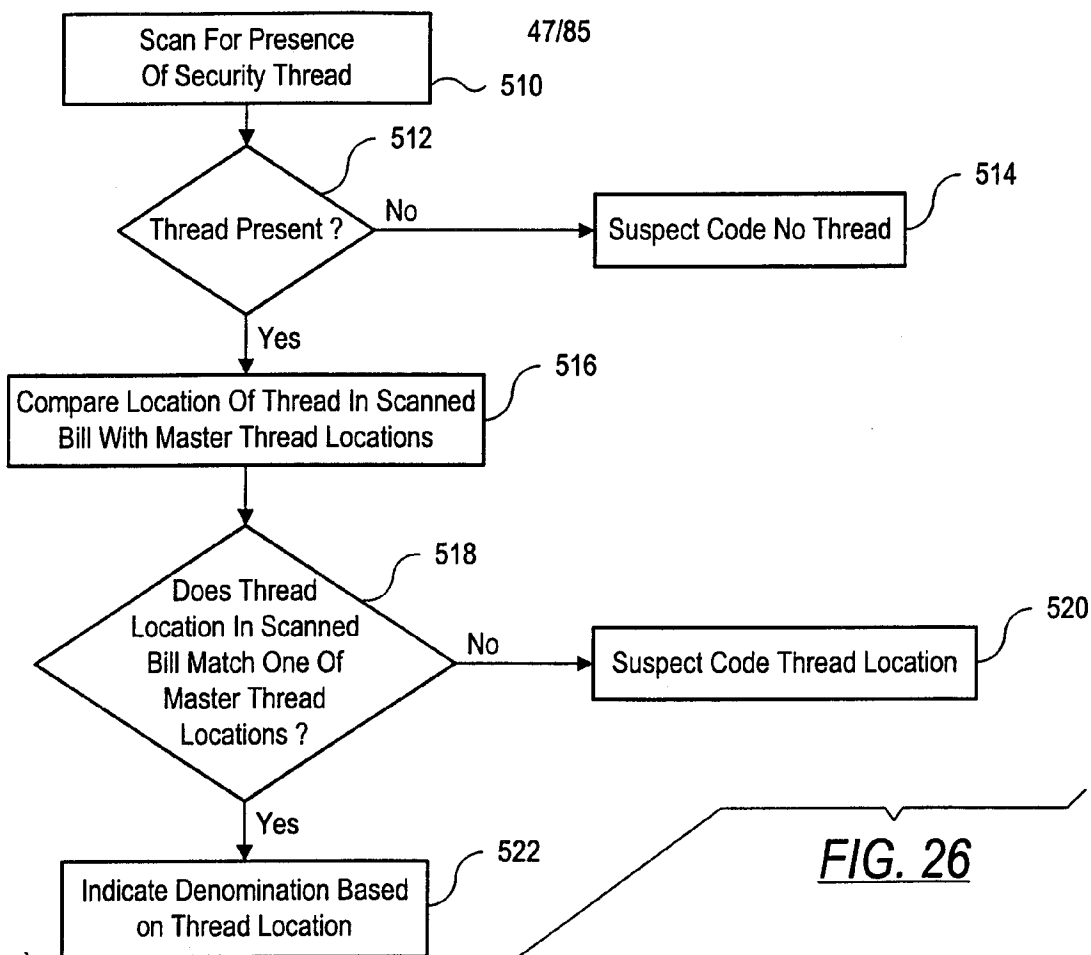 47/85
Scan For Presence
Of Security Thread
510
512
Thread Present ?
No
514
Suspect Code No Thread
Yes
516
Compare Location Of Thread In Scanned
Bill With Master Thread Locations
518
Does Thread
Location In Scanned
Bill Match One Of
Master Thread
Locations ?
No
520
Suspect Code Thread Location
Yes
522
Indicate Denomination Based
on Thread Location
FIG. 26